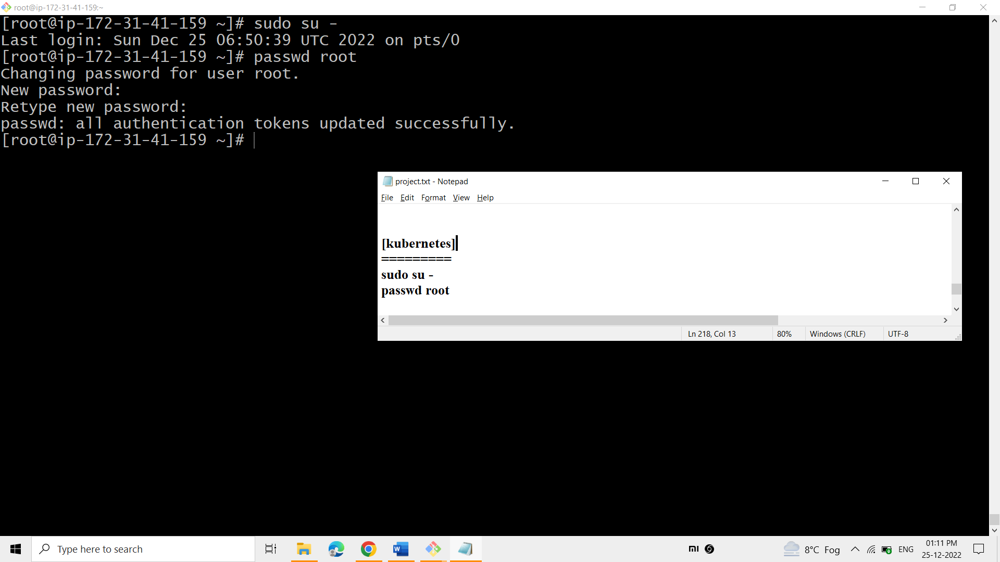 root@ip-172-31-41-159:~
[root@ip-172-31-41-159 ~]# sudo su -
Last login: Sun Dec 25 06:50:39 UTC 2022 on pts/0
[root@ip-172-31-41-159 ~]# passwd root
Changing password for user root.
New password:
Retype new password:
passwd: all authentication tokens updated successfully.
[root@ip-172-31-41-159 ~]#
project.txt - Notepad
File Edit Format View Help
[kubernetes]
=========
sudo su -
passwd root
Ln 218, Col 13 80% Windows (CRLF) UTF-8
Type here to search
W
mi
8°C Fog
ENG
01:11 PM
25-12-2022